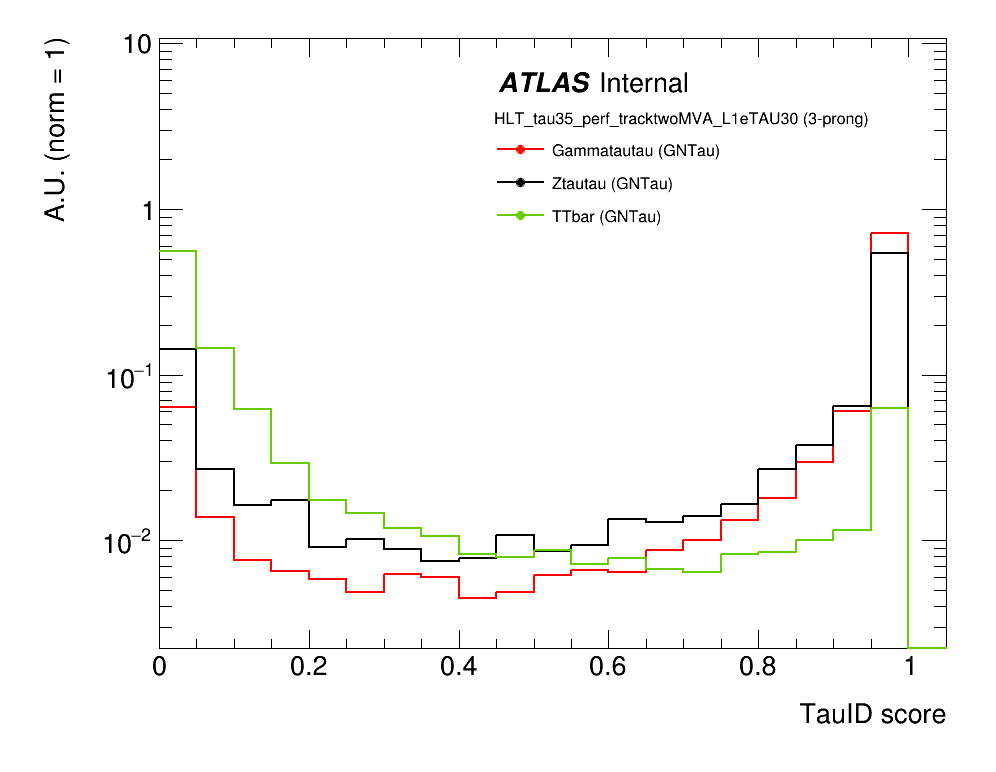 A.U. (norm = 1)
10
1
10⁻¹
10⁻²
ATLAS Internal
HLT_tau35_perf_tracktwoMVA_L1eTAU30 (3-prong)
Gammatautau (GNTau)
Ztautau (GNTau)
TTbar (GNTau)
0 0.2 0.4 0.6 0.8 1
TauID score